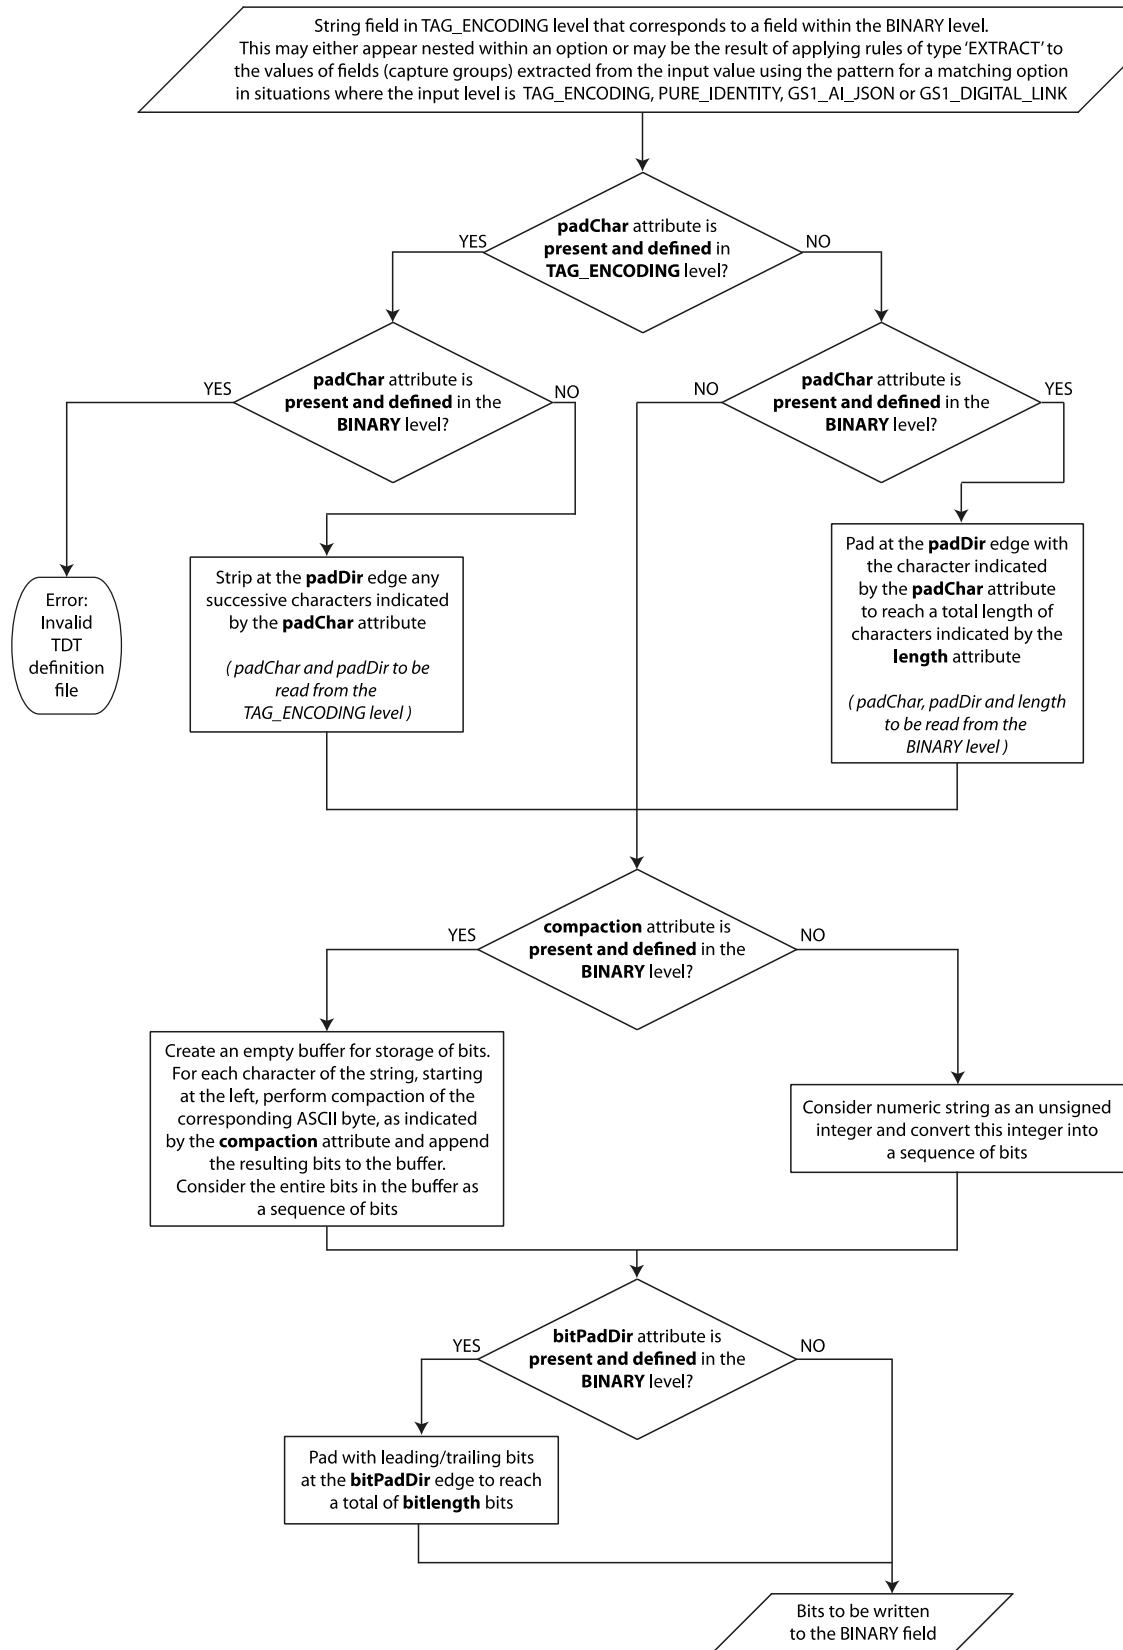 String field in TAG_ENCODING level that corresponds to a field within the BINARY level.
This may either appear nested within an option or may be the result of applying rules of type ‘EXTRACT’ to
the values of fields (capture groups) extracted from the input value using the pattern for a matching option
in situations where the input level is TAG_ENCODING, PURE_IDENTITY, GS1_AI_JSON or GS1_DIGITAL_LINK
padChar attribute is
present and defined in
TAG_ENCODING level?
YES
NO
padChar attribute is
present and defined in the
BINARY level?
YES
NO
padChar attribute is
present and defined in the
BINARY level?
NO
YES
Error:
Invalid
TDT
definition
file
Strip at the padDir edge any
successive characters indicated
by the padChar attribute
( padChar and padDir to be
read from the
TAG_ENCODING level )
Pad at the padDir edge with
the character indicated
by the padChar attribute
to reach a total length of
characters indicated by the
length attribute
( padChar, padDir and length
to be read from the
BINARY level )
compaction attribute is
present and defined in the
BINARY level?
YES
NO
Create an empty buffer for storage of bits.
For each character of the string, starting
at the left, perform compaction of the
corresponding ASCII byte, as indicated
by the compaction attribute and append
the resulting bits to the buffer.
Consider the entire bits in the buffer as
a sequence of bits
Consider numeric string as an unsigned
integer and convert this integer into
a sequence of bits
bitPadDir attribute is
present and defined in the
BINARY level?
YES
NO
Pad with leading/trailing bits
at the bitPadDir edge to reach
a total of bitlength bits
Bits to be written
to the BINARY field